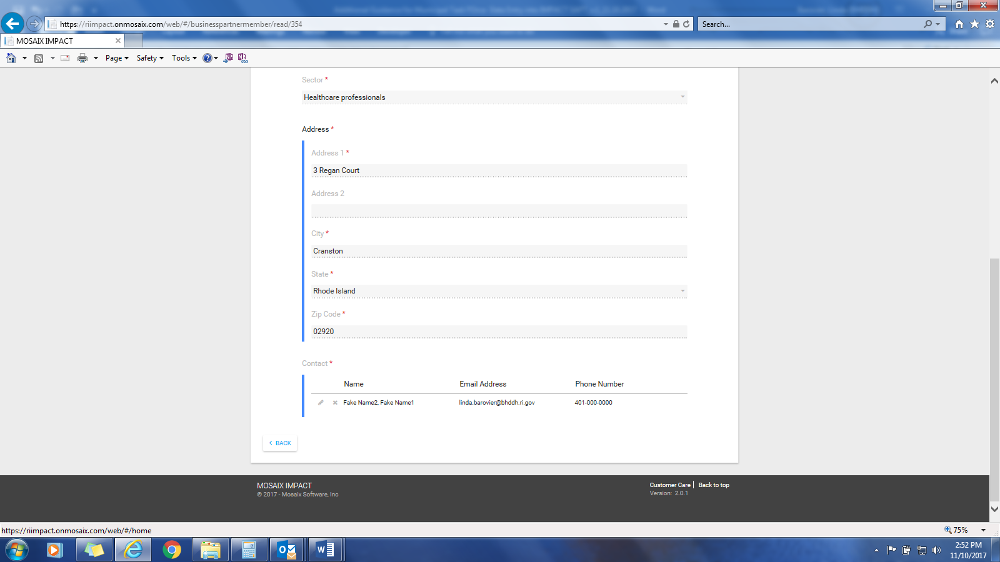 https://riimpact.onmosaix.com/web/#/businesspartnermember/read/354
Search...
MOSAIX IMPACT
Page Safety Tools
Sector *
Healthcare professionals
Address *
Address 1 *
3 Regan Court
Address 2
City *
Cranston
State *
Rhode Island
Zip Code *
02920
Contact *
Name Email Address Phone Number
Fake Name2, Fake Name1 linda.barovier@bhddh.ri.gov 401-000-0000
< BACK
MOSAIX IMPACT
© 2017 - Mosaix Software, Inc
Customer Care | Back to top
Version: 2.0.1
https://riimpact.onmosaix.com/web/#/home
75%
2:52 PM
11/10/2017